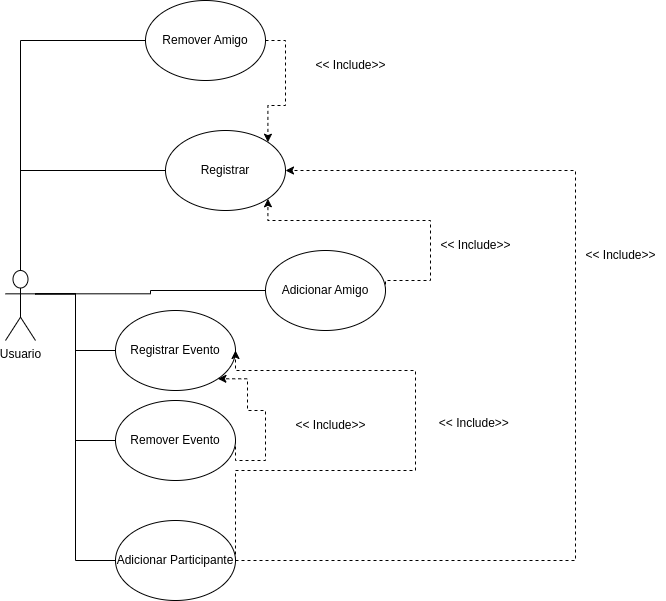 Remover Amigo
<< Include>>
Registrar
<< Include>>
<< Include>>
Adicionar Amigo
Usuario
Registrar Evento
Remover Evento
<< Include>>
<< Include>>
Adicionar Participante